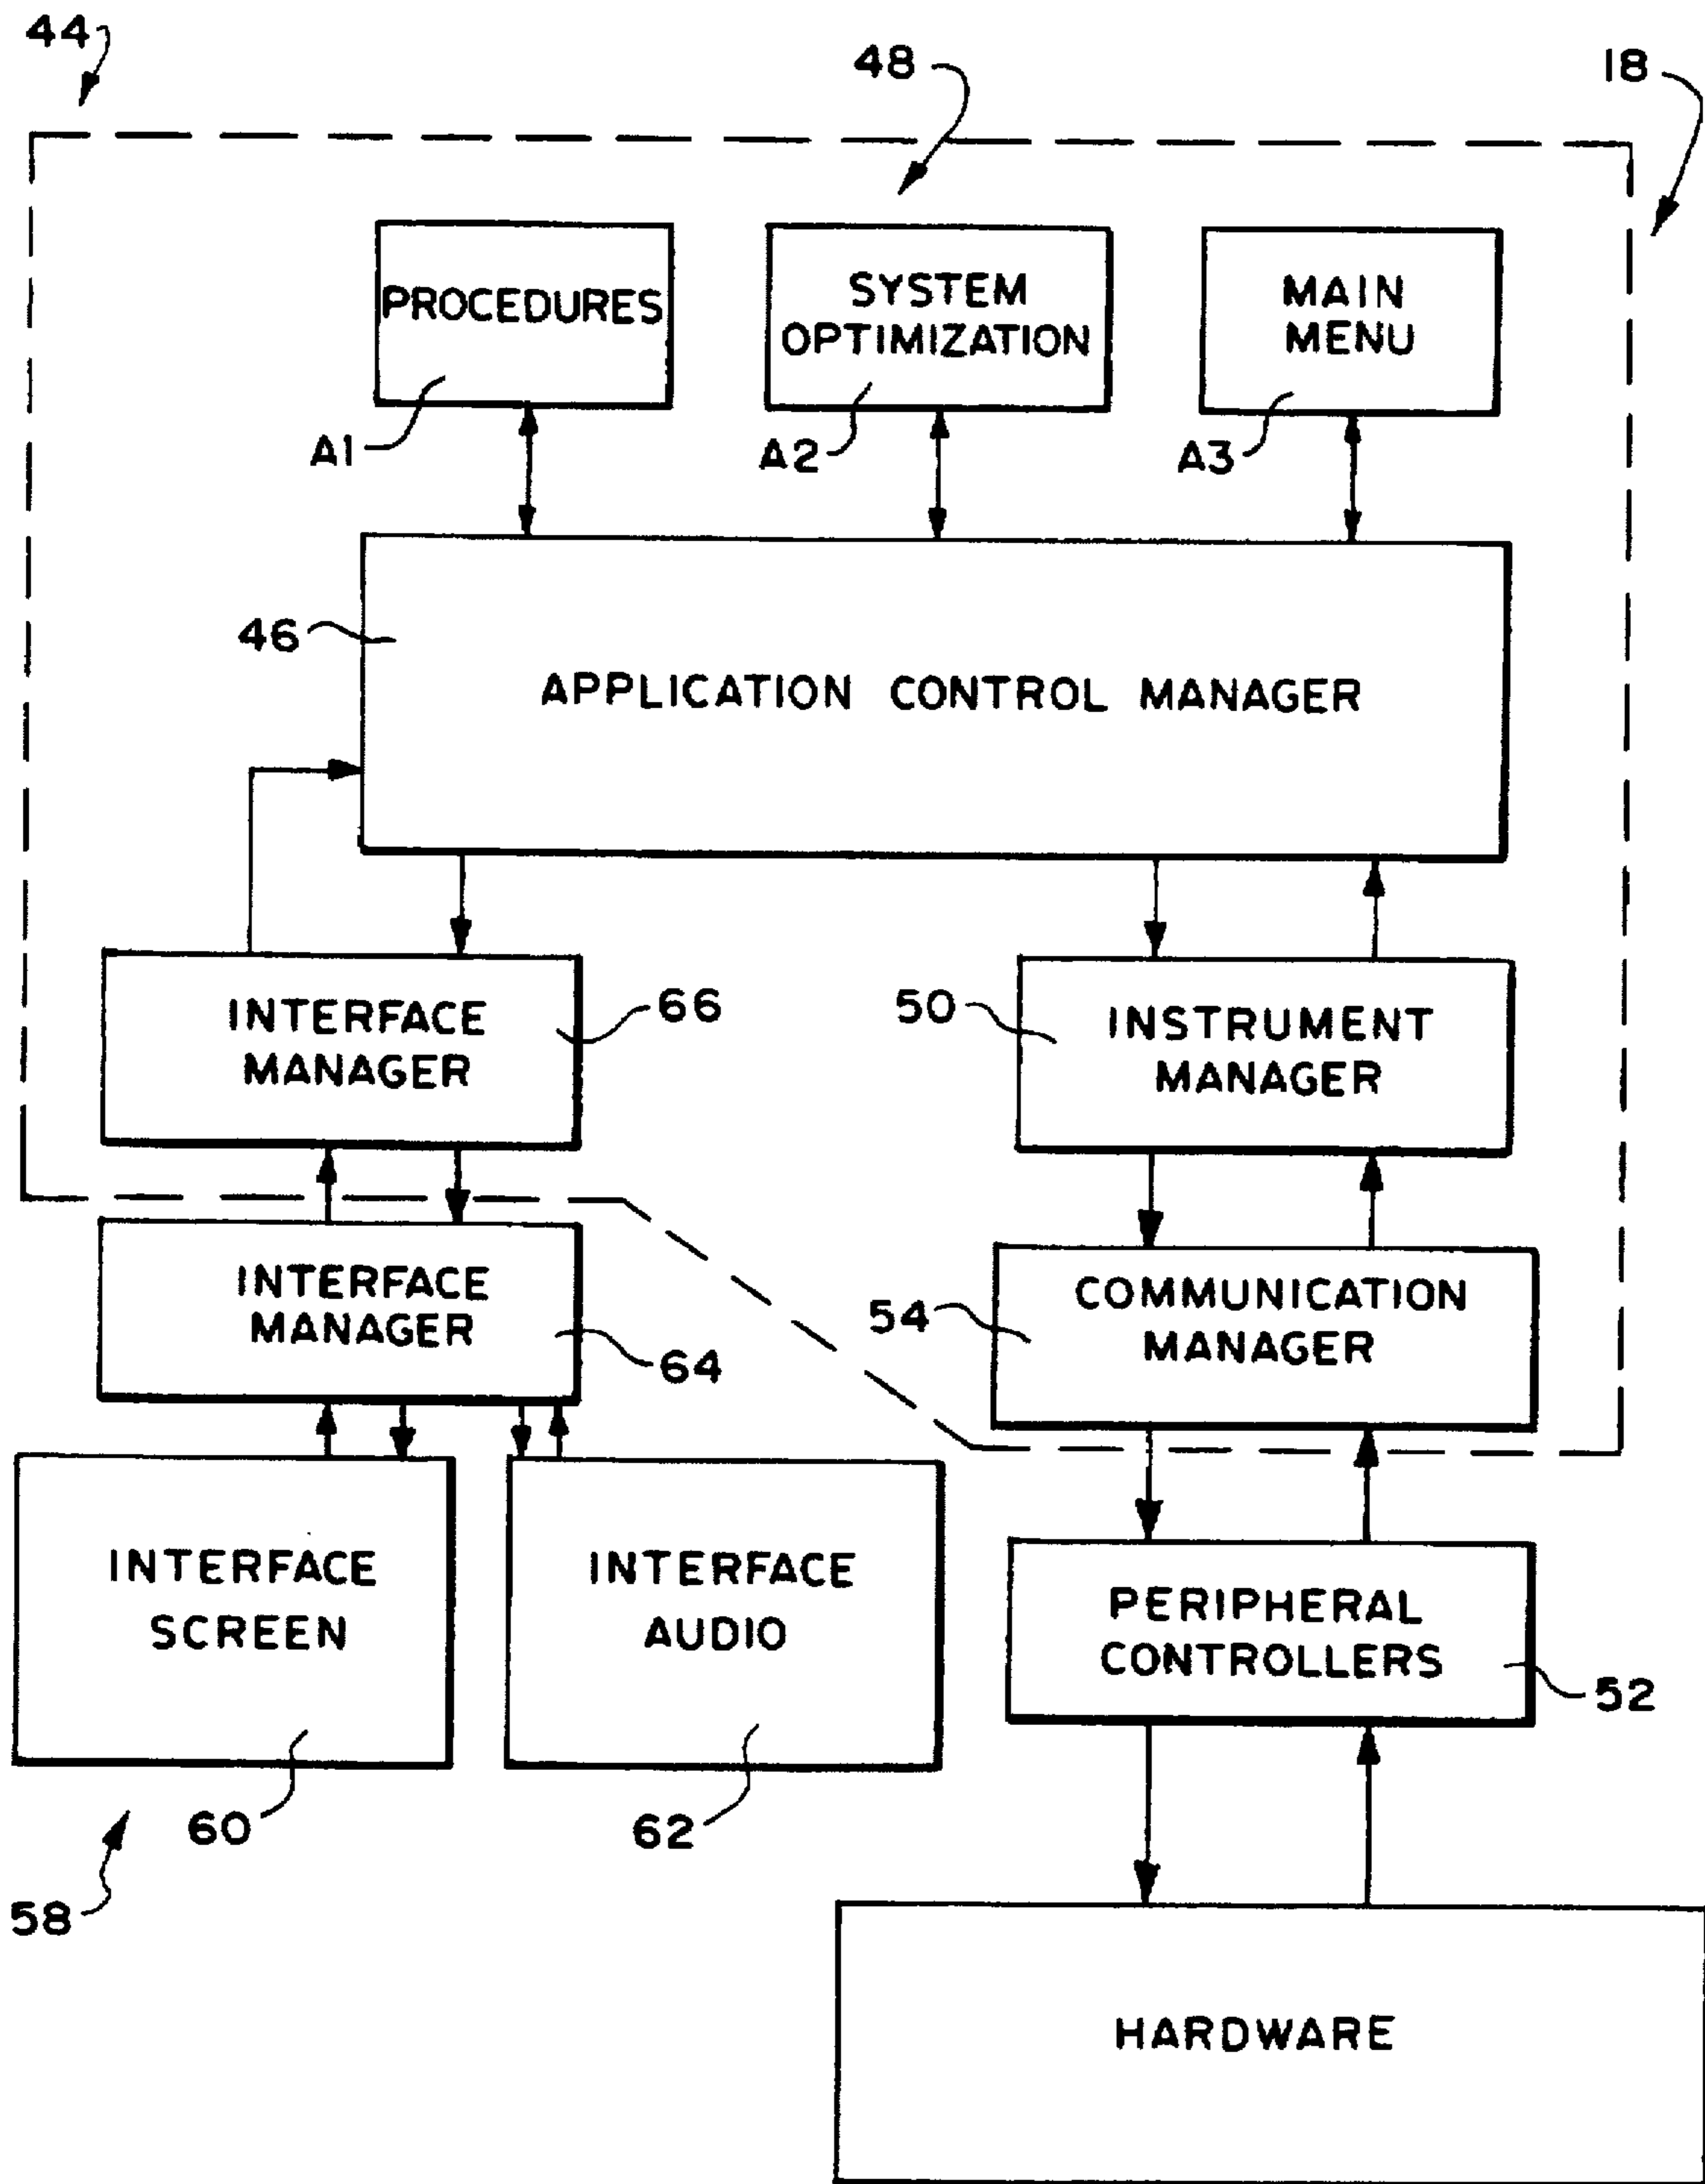 44
48
18
PROCEDURES
SYSTEM
OPTIMIZATION
MAIN
MENU
A1
A2
A3
46
APPLICATION CONTROL MANAGER
INTERFACE
MANAGER
66
50
INSTRUMENT
MANAGER
INTERFACE
MANAGER
64
54
COMMUNICATION
MANAGER
INTERFACE
SCREEN
INTERFACE
AUDIO
PERIPHERAL
CONTROLLERS
52
60
62
58
HARDWARE